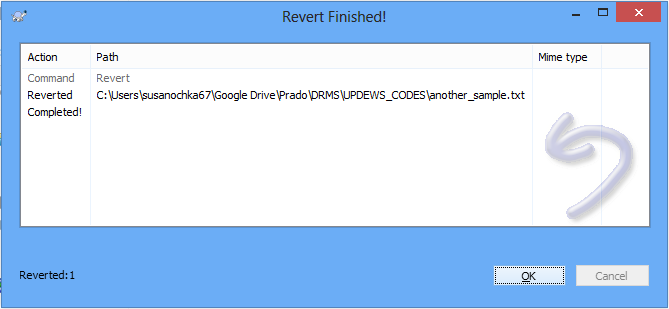 Revert Finished!
Action Path Mime type
Command Revert
Reverted C:\Users\susanochka67\Google Drive\Prado\DRMS\UPDEWS_CODES\another_sample.txt
Completed!
Reverted:1 OK Cancel